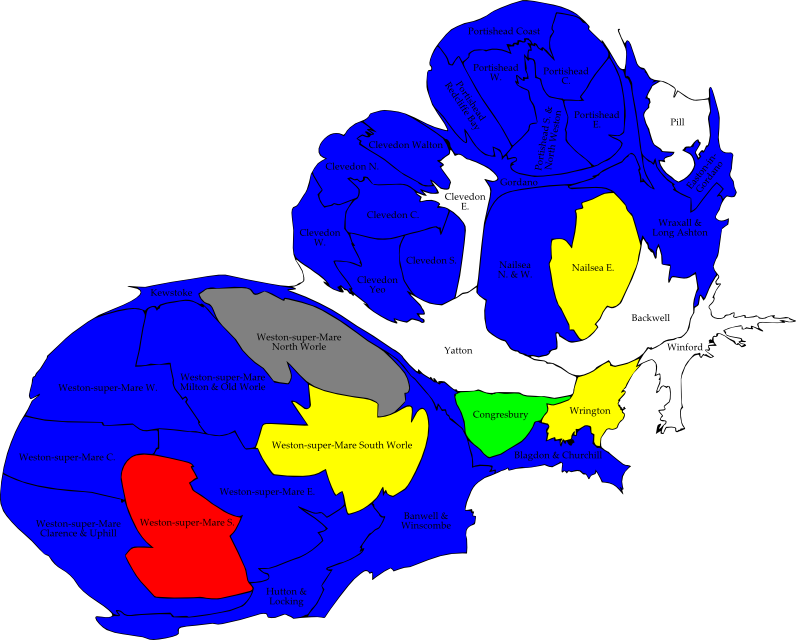 Portishead Coast
Portishead
W.
Portishead
C.
Portishead
Redcliffe Bay
Portishead S. &
North Weston
Portishead
E.
Pill
Clevedon Walton
Clevedon N.
Gordano
Clevedon
E.
Clevedon C.
Clevedon
W.
Wraxall &
Long Ashton
Clevedon S.
Nailsea
N. & W.
Nailsea E.
Clevedon
Yeo
Kewstoke
Backwell
Weston-super-Mare
North Worle
Yatton
Winford
Weston-super-Mare W.
Weston-super-Mare
Milton & Old Worle
Congresbury
Wrington
Weston-super-Mare South Worle
Weston-super-Mare C.
Blagdon & Churchill
Weston-super-Mare E.
Weston-super-Mare
Clarence & Uphill
Weston-super-Mare S.
Banwell &
Winscombe
Hutton &
Locking